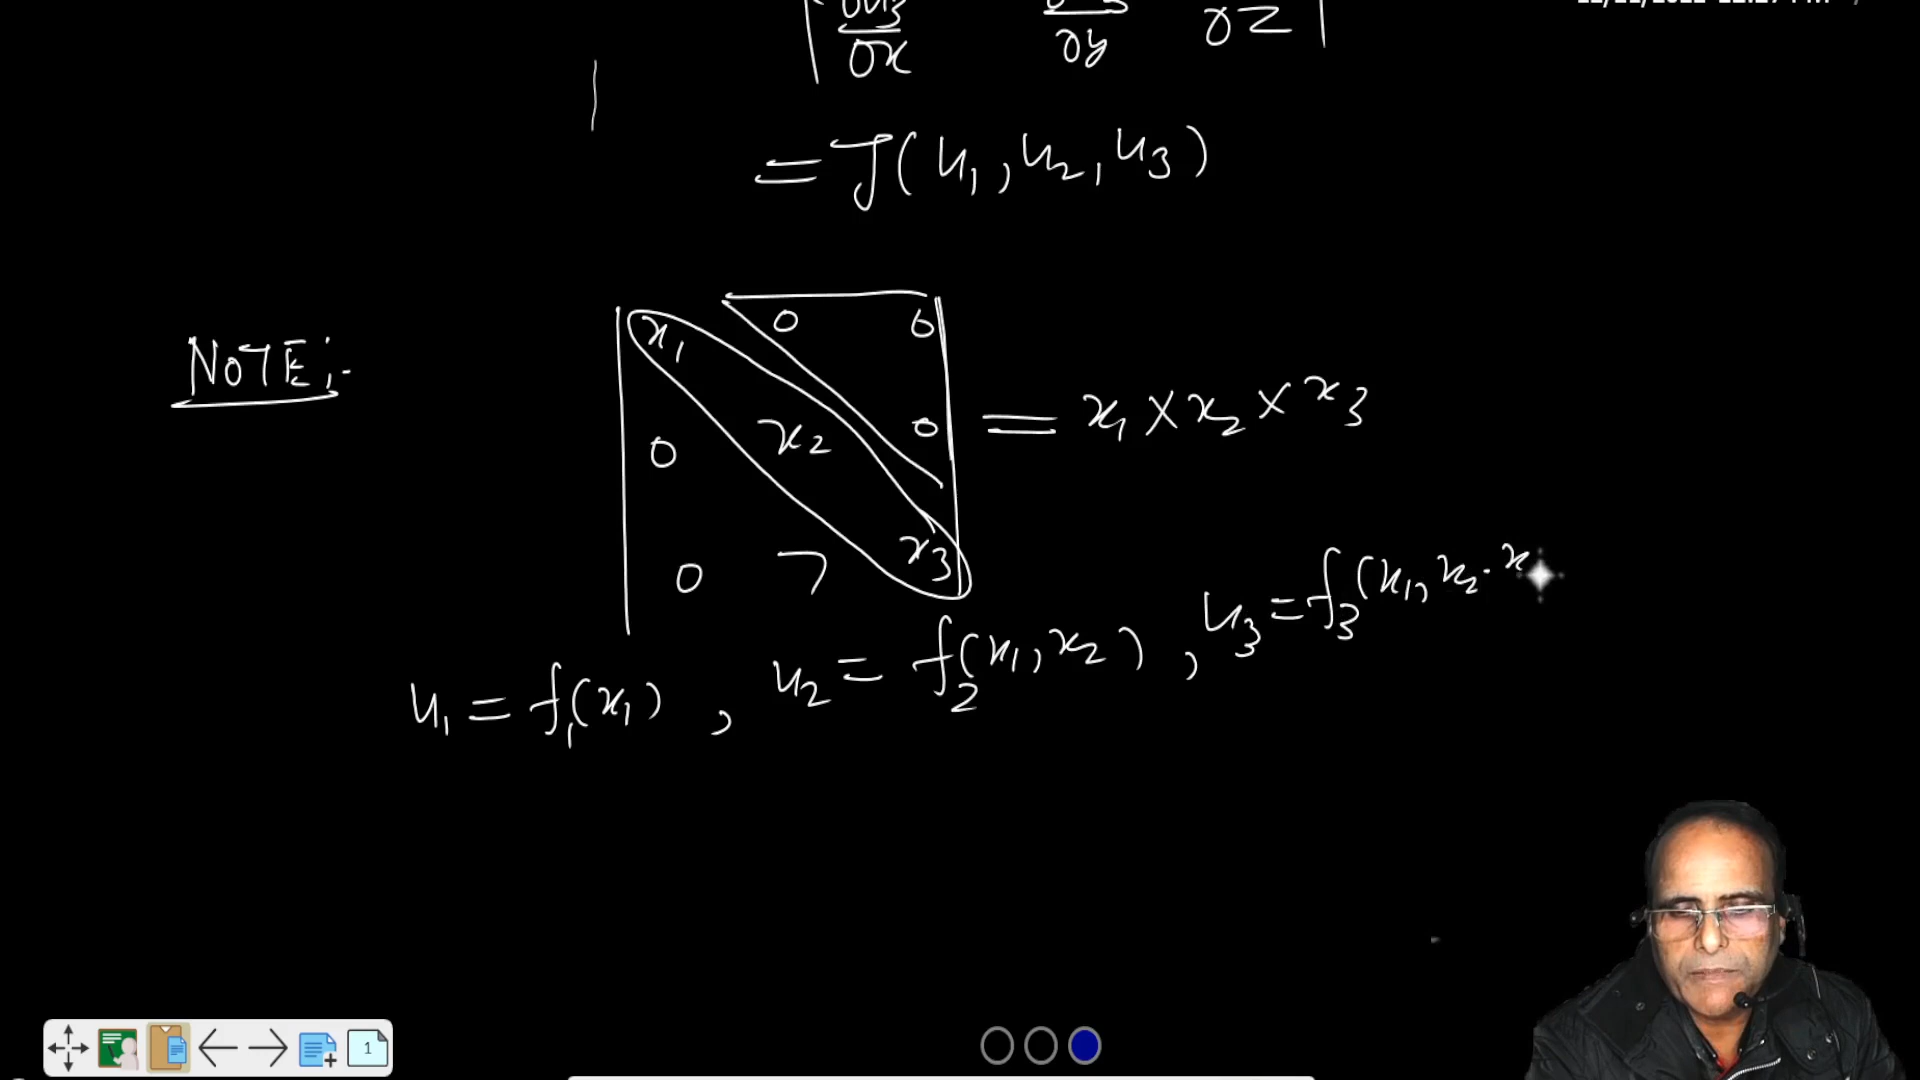 ∂x ∂y ∂z
= J(u₁, u₂, u₃)
NOTE:-
x₁ 0 0
0 x₂ 0 = x₁ × x₂ × x₃
0 7 x₃
u₁ = f₁(x₁) , u₂ = f₂(x₁, x₂) , u₃ = f₃(x₁, x₂. x
1